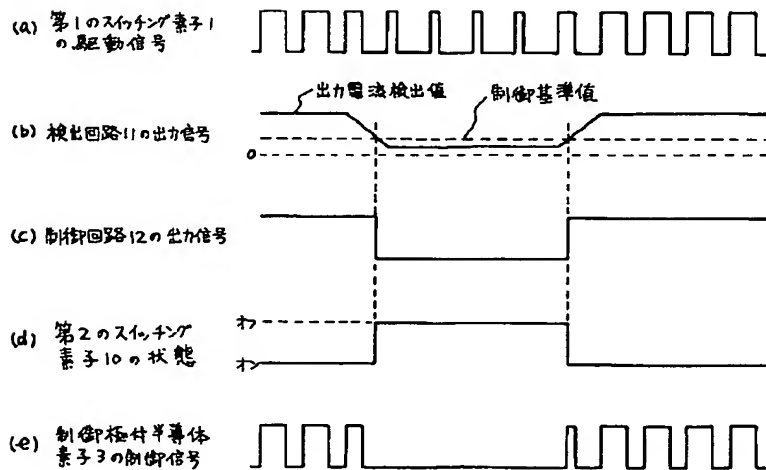 (a) 第1のスイッチング素子1
の駆動信号
出力電流検出値
制御基準値
(b) 検出回路11の出力信号
0
(c) 制御回路12の出力信号
(d) 第2のスイッチング
素子10の状態
オフ
オン
(e) 制御極付半導体
素子3の制御信号